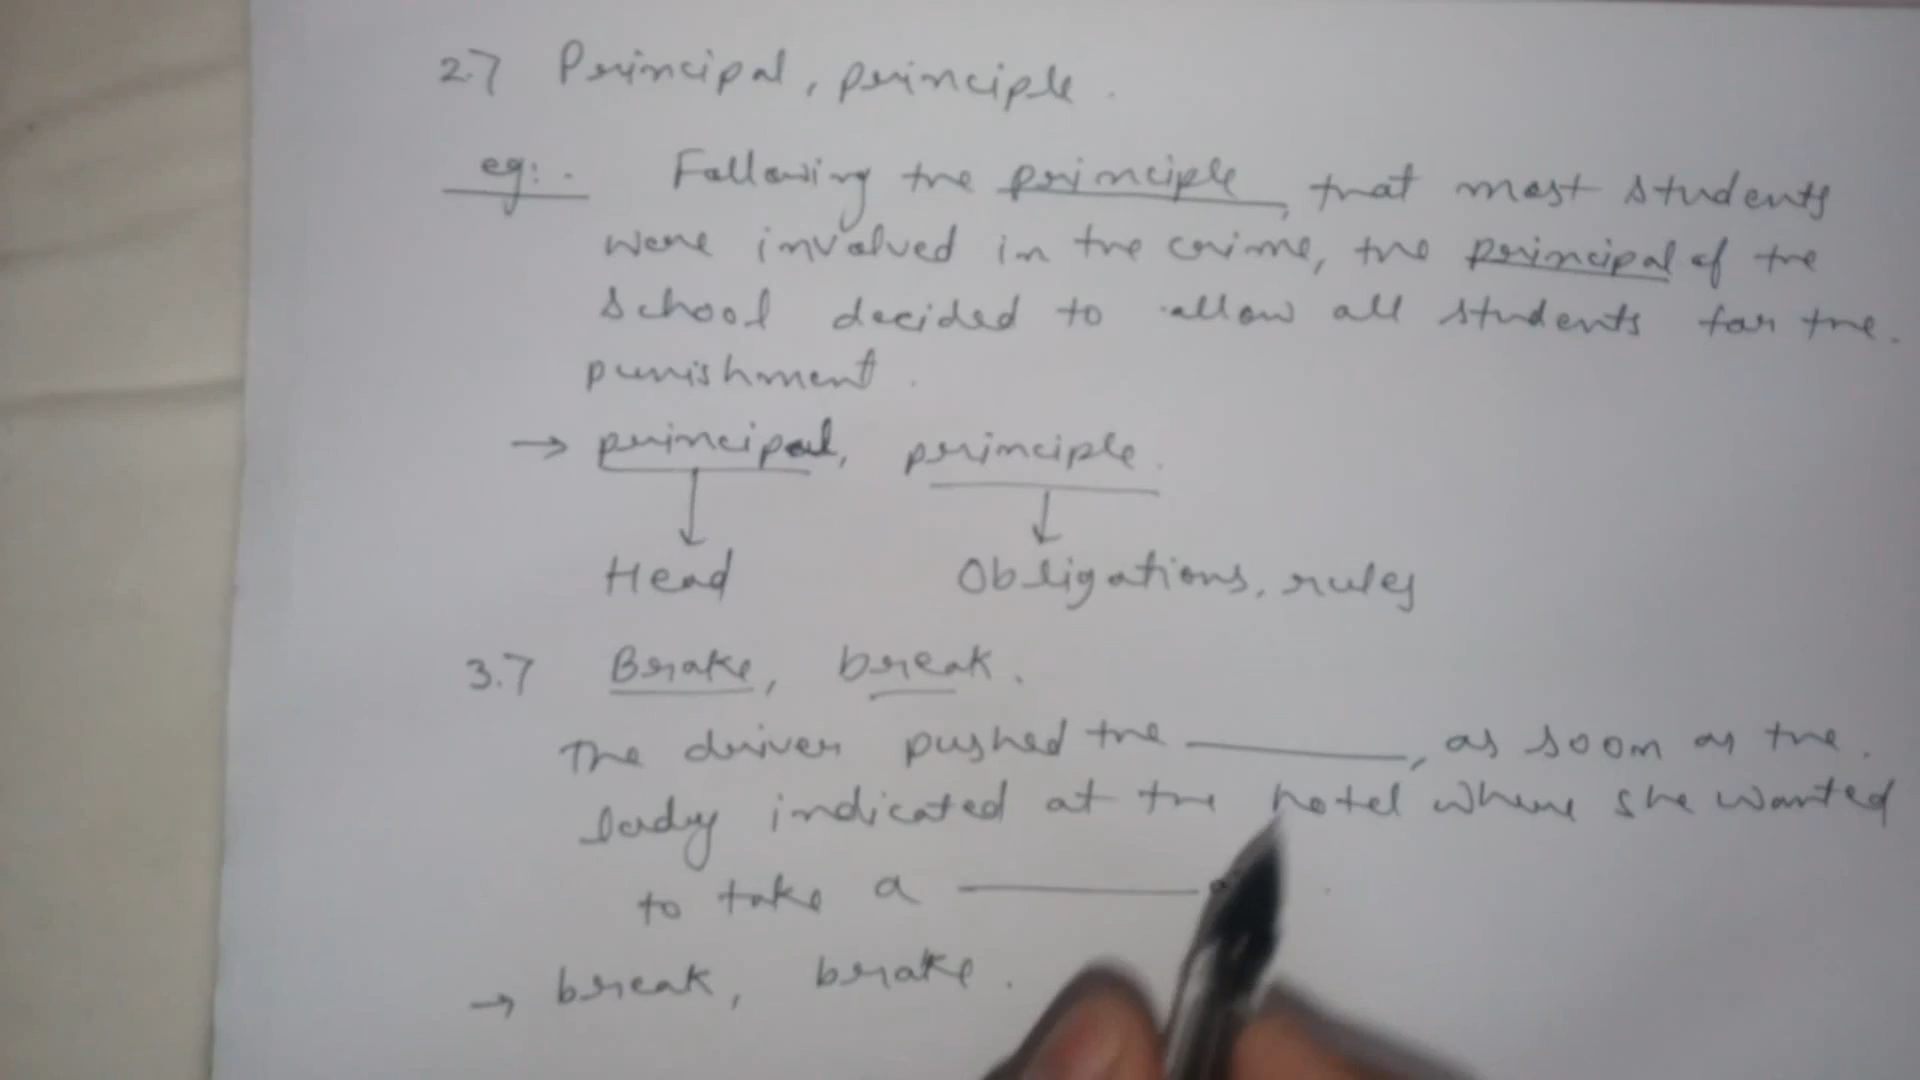 2.7 Principal, principle.
eg:- Following the principle, that most students
were involved in the crime, the principal of the
school decided to allow all students for the.
punishment.
→ principal, principle.
Head Obligations, rules
3.7 Brake, break.
The driver pushed the ________, as soon as the.
lady indicated at the hotel where she wanted
to take a ________
→ break, brake.